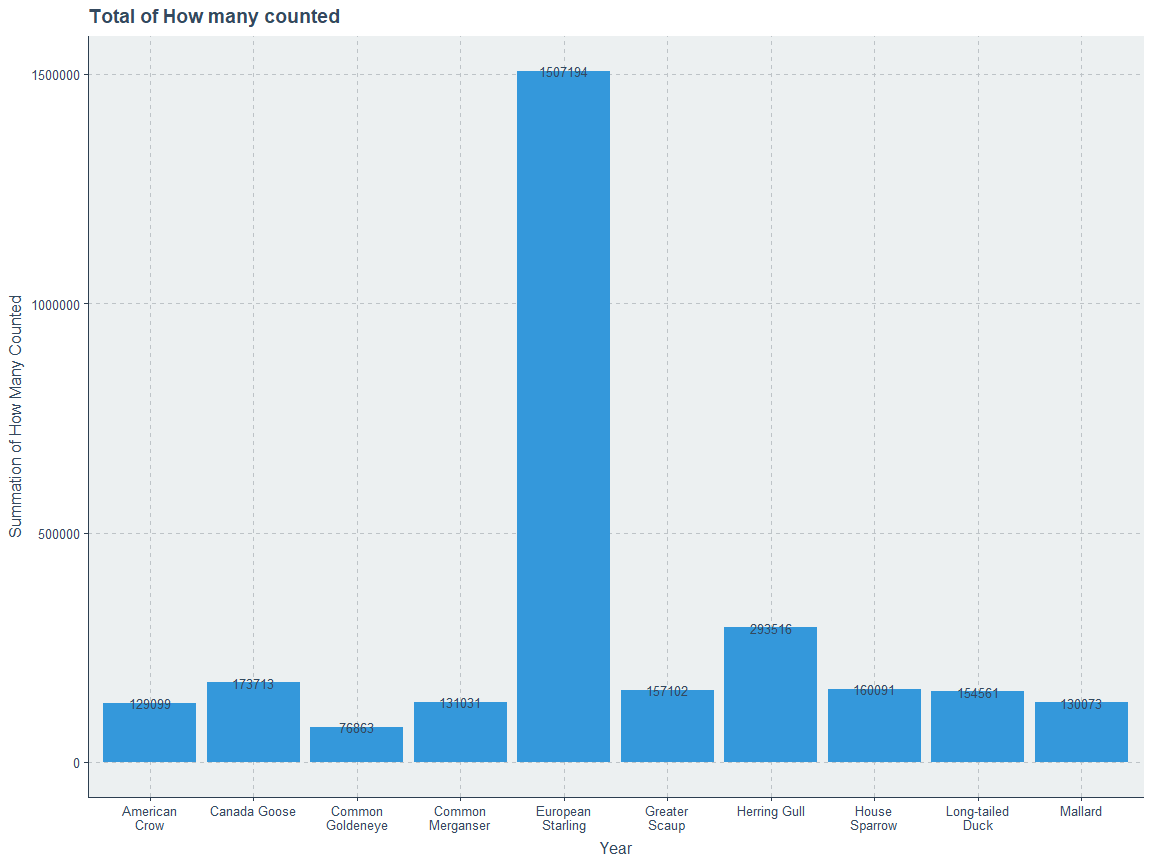 Total of How many counted
Summation of How Many Counted
1500000
1000000
500000
0
1507194
293516
129099
173713
76863
131031
157102
160091
154561
130073
American
Crow
Canada Goose
Common
Goldeneye
Common
Merganser
European
Starling
Greater
Scaup
Herring Gull
House
Sparrow
Long-tailed
Duck
Mallard
Year